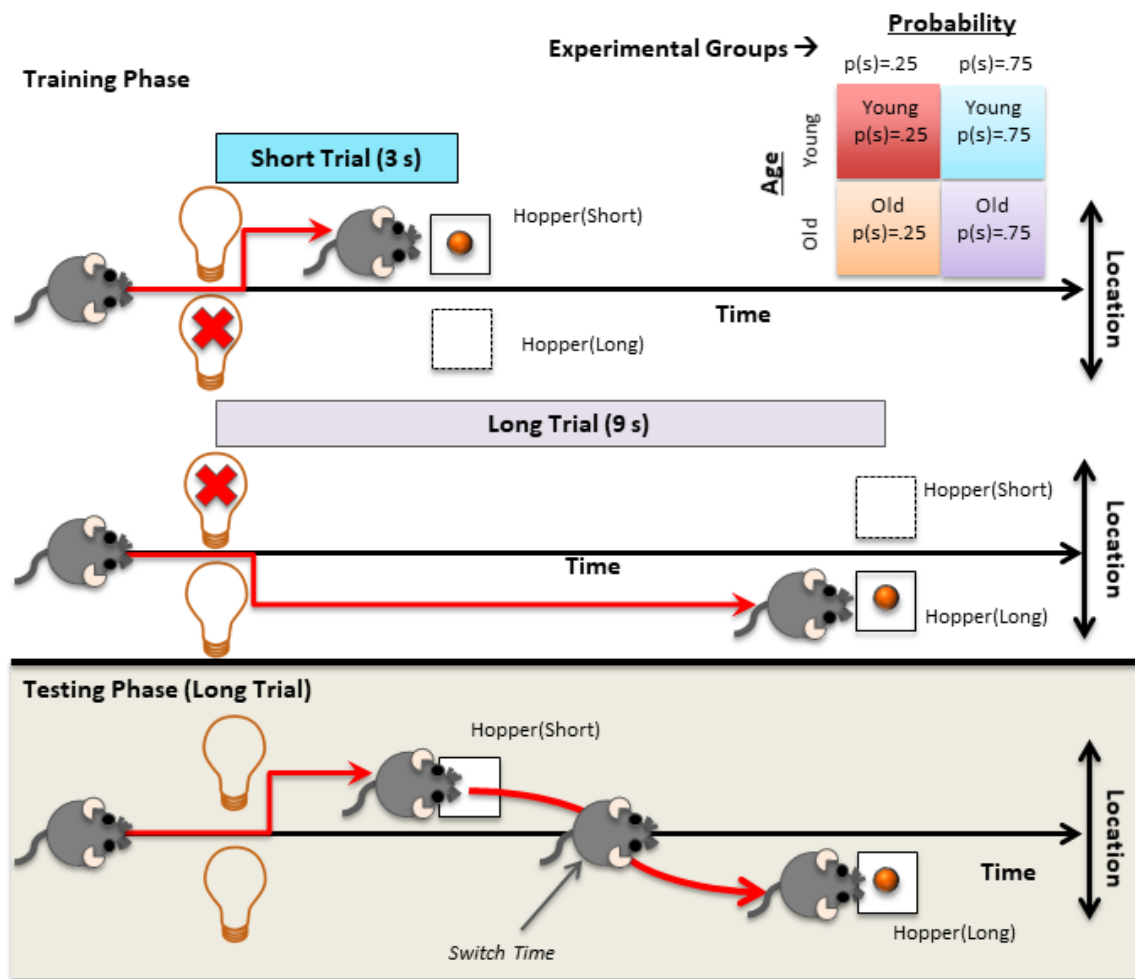 Probability
Experimental Groups →
p(s)=.25
p(s)=.75
Training Phase
Age
Young
Old
Young
p(s)=.25
Young
p(s)=.75
Old
p(s)=.25
Old
p(s)=.75
Short Trial (3 s)
Hopper(Short)
Time
Hopper(Long)
Location
Long Trial (9 s)
Hopper(Short)
Time
Hopper(Long)
Location
Testing Phase (Long Trial)
Hopper(Short)
Time
Hopper(Long)
Switch Time
Location